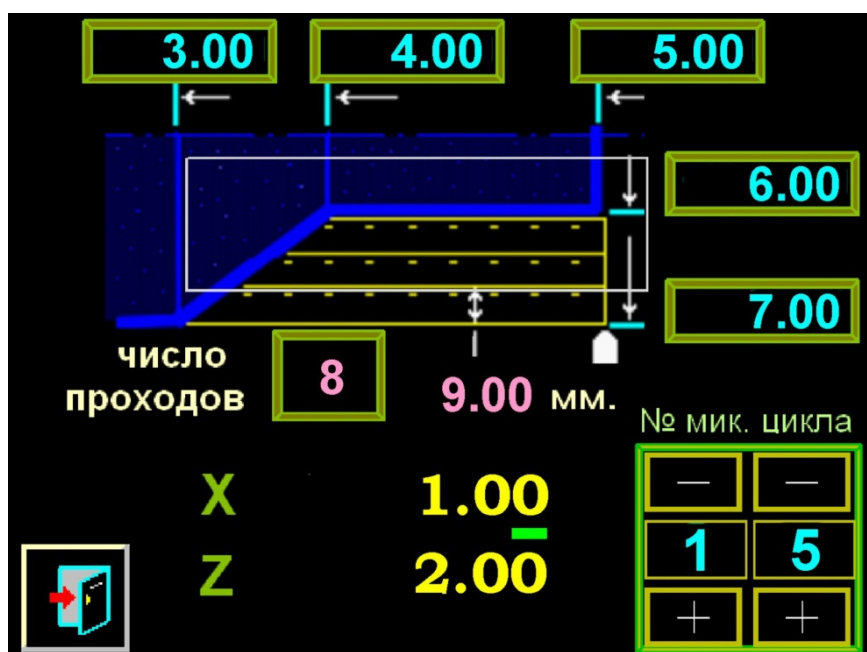 3.00 4.00 5.00
6.00
7.00
число
проходов
8
9.00 мм.
№ мик. цикла
X 1.00
Z 2.00
— —
1 5
+ +